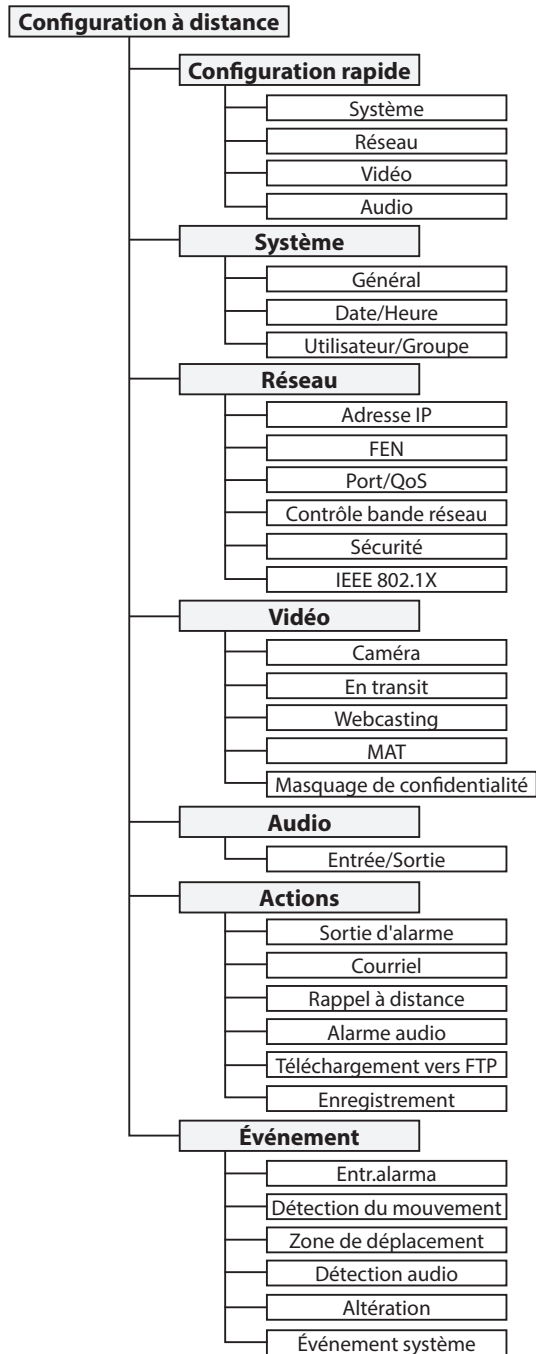 Configuration à distance
Configuration rapide
Système
Réseau
Vidéo
Audio
Système
Général
Date/Heure
Utilisateur/Groupe
Réseau
Adresse IP
FEN
Port/QoS
Contrôle bande réseau
Sécurité
IEEE 802.1X
Vidéo
Caméra
En transit
Webcasting
MAT
Masquage de confidentialité
Audio
Entrée/Sortie
Actions
Sortie d'alarme
Courriel
Rappel à distance
Alarme audio
Téléchargement vers FTP
Enregistrement
Événement
Entr.alarma
Détection du mouvement
Zone de déplacement
Détection audio
Altération
Événement système